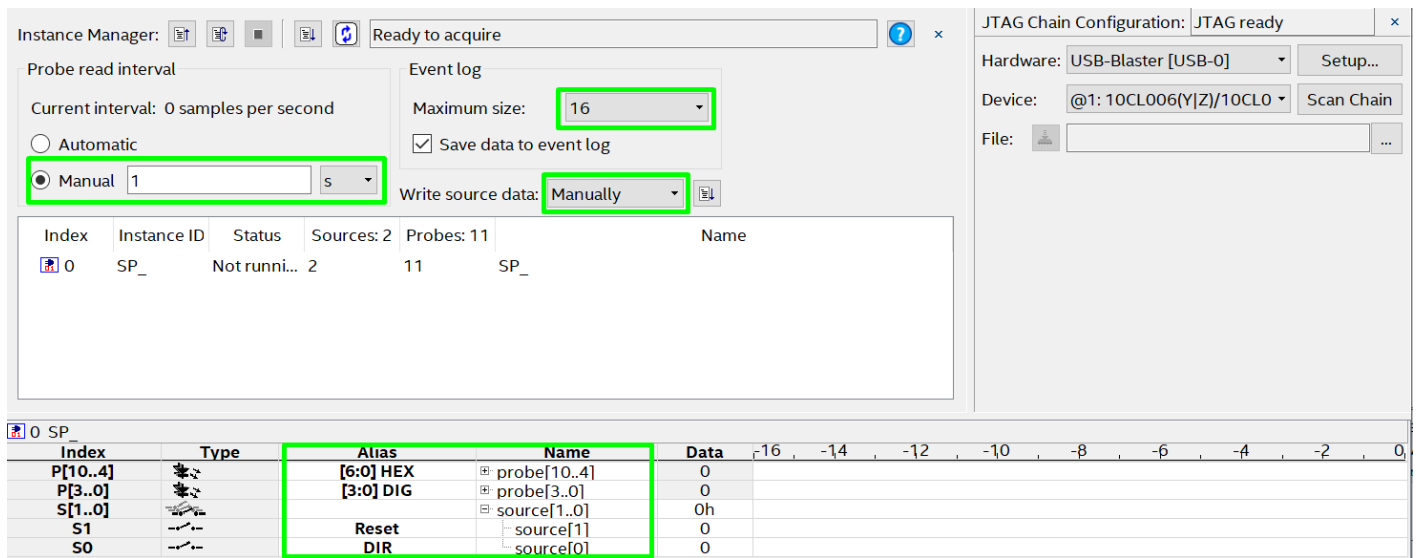 Instance Manager: Ready to acquire
Probe read interval
Current interval: 0 samples per second
Automatic
Manual 1 s
Event log
Maximum size: 16
Save data to event log
Write source data: Manually
Index Instance ID Status Sources: 2 Probes: 11 Name
0 SP_ Not runni... 2 11 SP_
JTAG Chain Configuration: JTAG ready
Hardware: USB-Blaster [USB-0] Setup...
Device: @1: 10CL006(Y|Z)/10CL0 Scan Chain
File: ...
0 SP_
Index Type Alias Name Data -16 -14 -12 -10 -8 -6 -4 -2 0
P[10..4] [6:0] HEX probe[10..4] 0
P[3..0] [3:0] DIG probe[3..0] 0
S[1..0] source[1..0] 0h
S1 Reset source[1] 0
S0 DIR source[0] 0